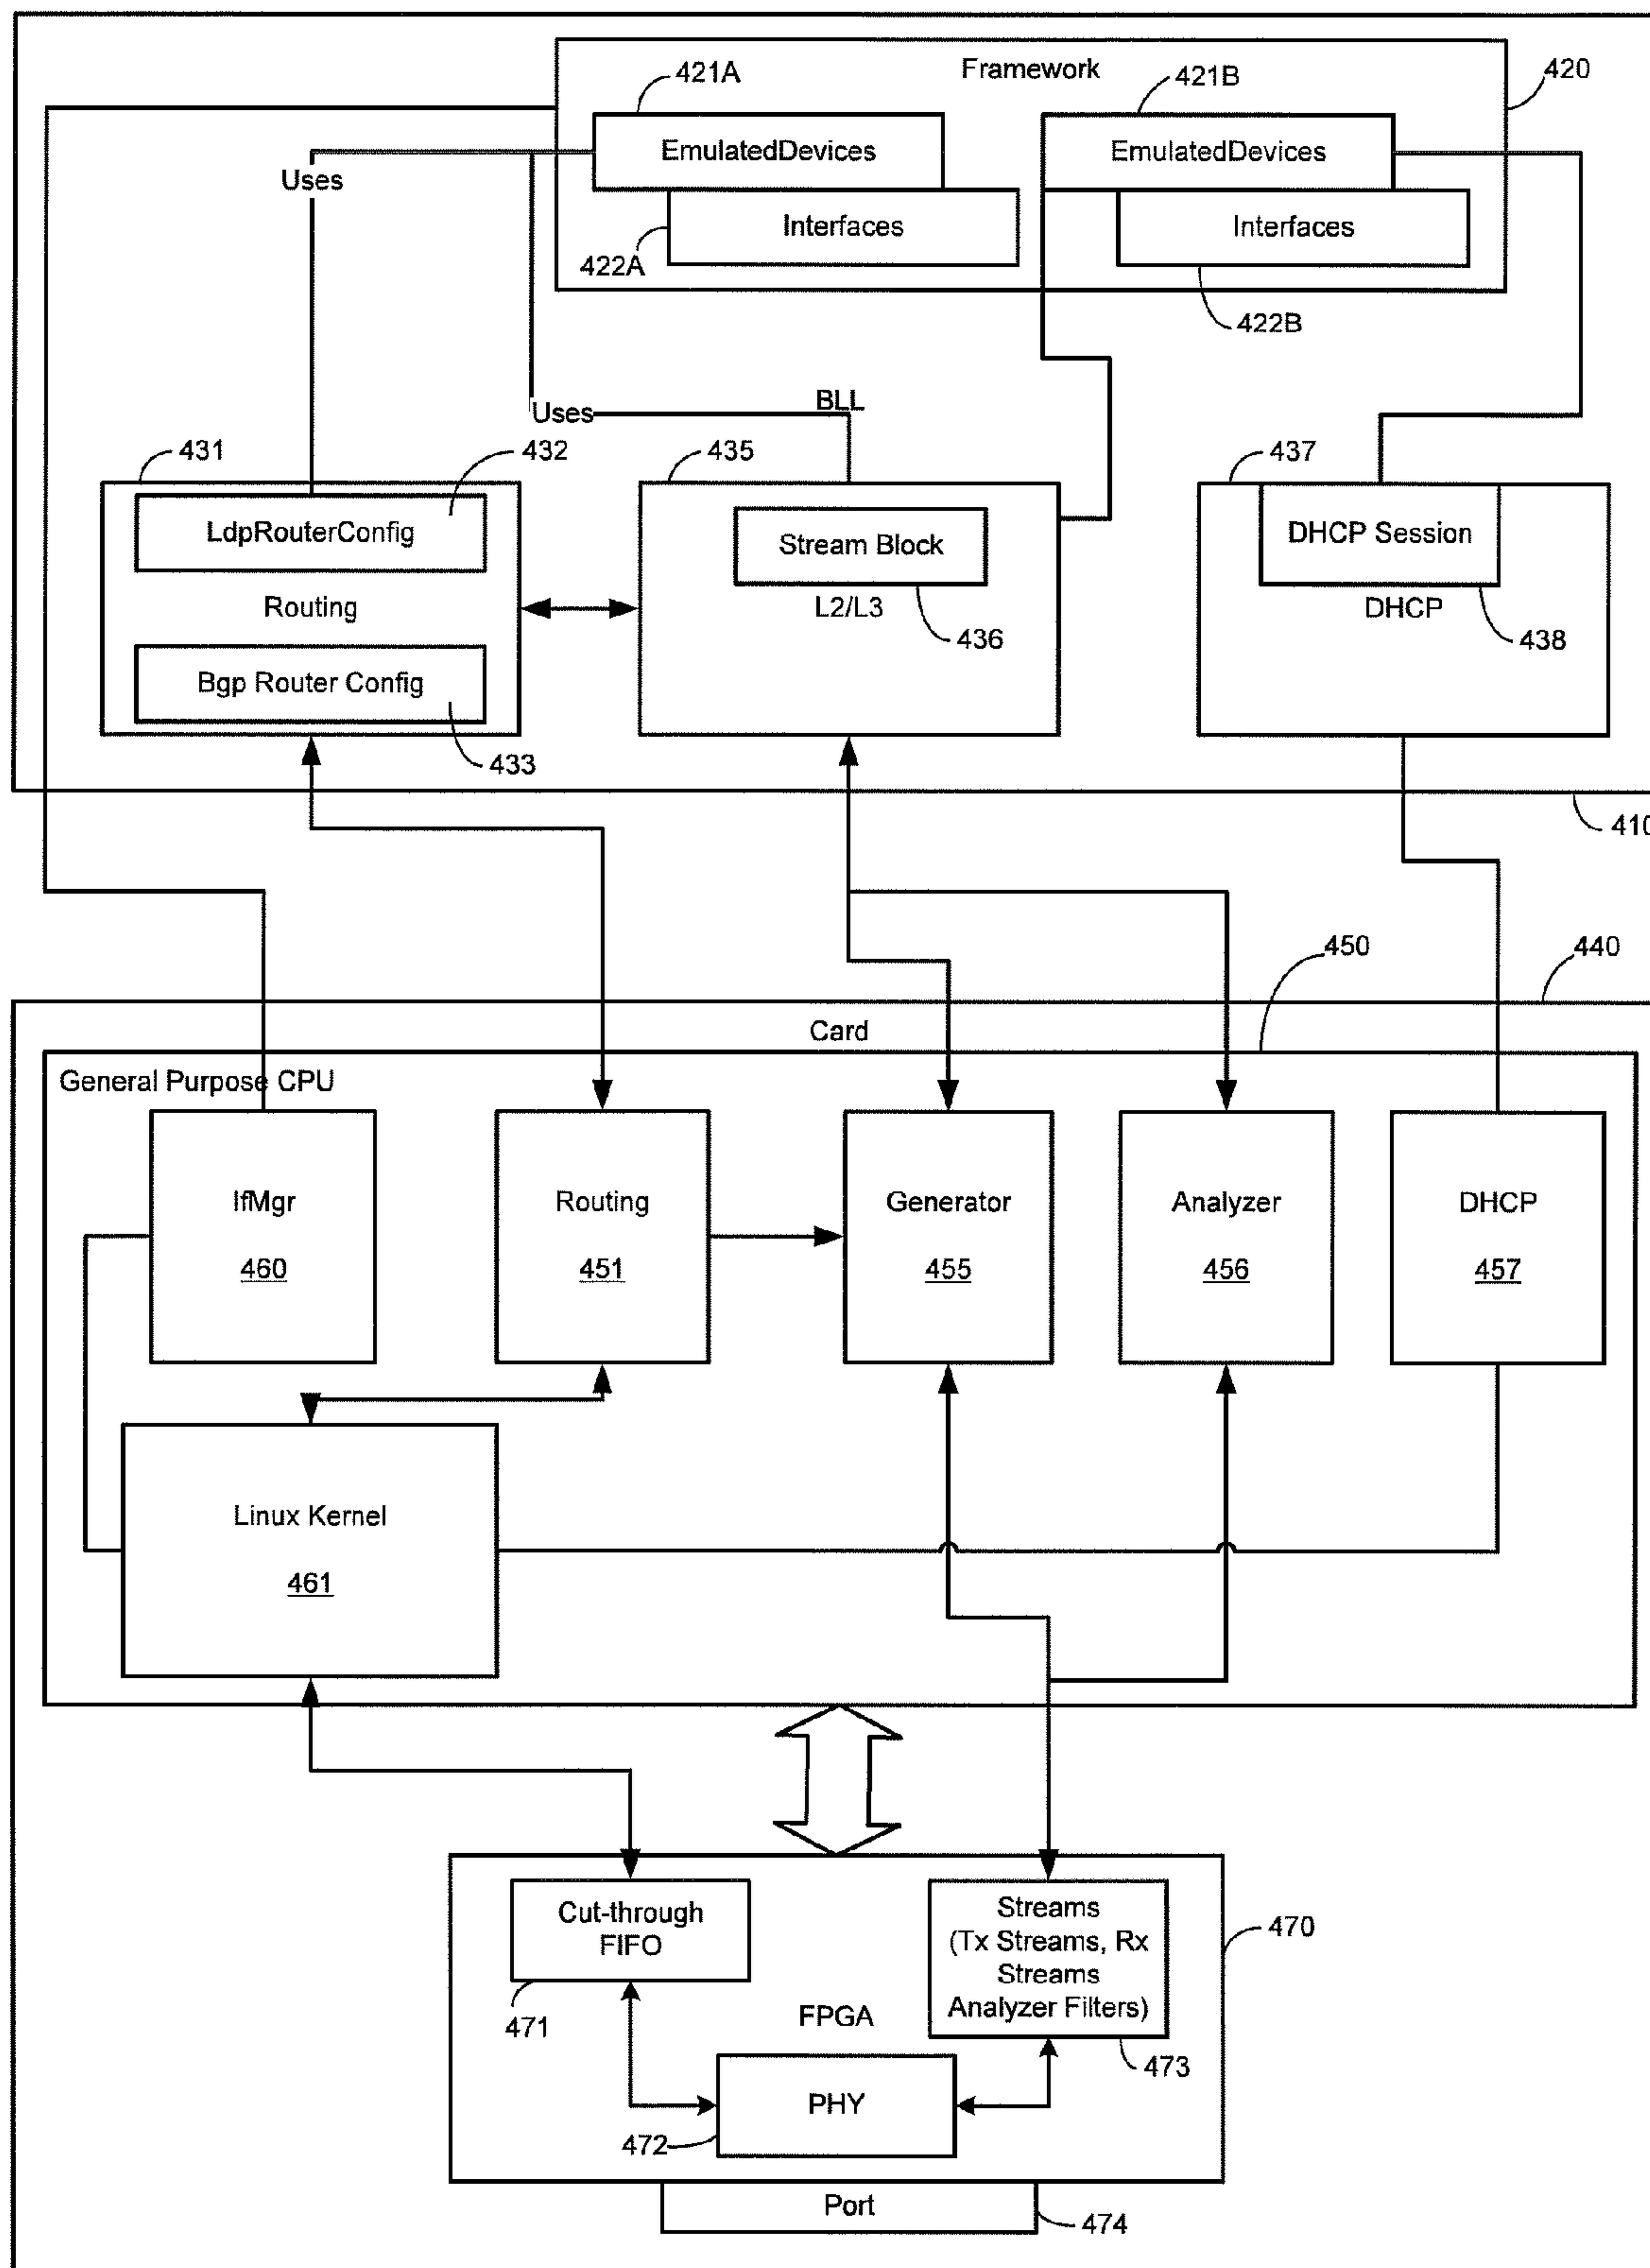 Framework
421A
421B
420
EmulatedDevices
EmulatedDevices
Uses
Interfaces
Interfaces
422A
422B
BLL
Uses
431
432
435
437
LdpRouterConfig
Stream Block
DHCP Session
Routing
L2/L3
DHCP
436
438
Bgp Router Config
433
410
450
440
Card
General Purpose CPU
IfMgr
Routing
Generator
Analyzer
DHCP
460
451
455
456
457
Linux Kernel
461
Cut-through
FIFO
Streams
(Tx Streams, Rx
Streams
Analyzer Filters)
470
471
FPGA
473
PHY
472
Port
474